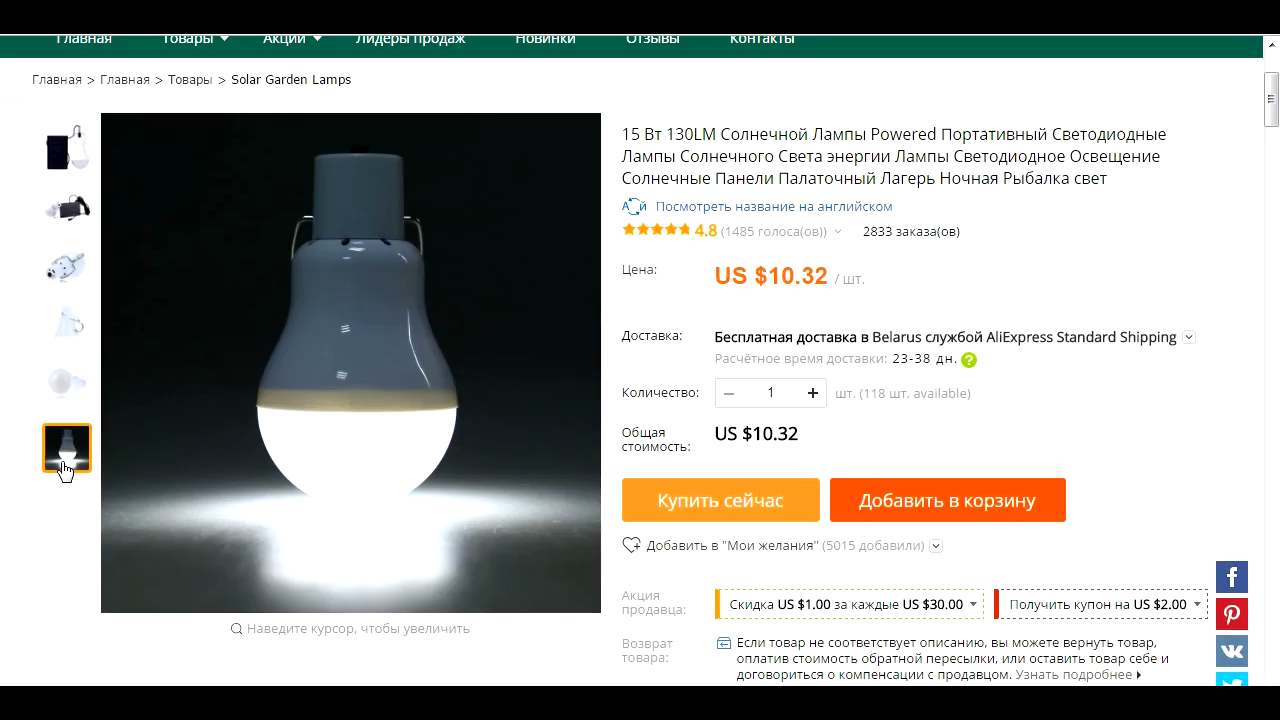 Главная Товары Акции Лидеры продаж Новинки Отзывы Контакты
Главная > Главная > Товары > Solar Garden Lamps
15 Вт 130LM Солнечной Лампы Powered Портативный Светодиодные
Лампы Солнечного Света энергии Лампы Светодиодное Освещение
Солнечные Панели Палаточный Лагерь Ночная Рыбалка свет
Посмотреть название на английском
4.8 (1485 голоса(ов)) 2833 заказа(ов)
Цена: US $10.32 / шт.
Доставка: Бесплатная доставка в Belarus службой AliExpress Standard Shipping
Расчётное время доставки: 23-38 дн. ?
Количество: − 1 + шт. (118 шт. available)
Общая
стоимость: US $10.32
Купить сейчас Добавить в корзину
Добавить в "Мои желания" (5015 добавили)
Акция
продавца: Скидка US $1.00 за каждые US $30.00 Получить купон на US $2.00
Наведите курсор, чтобы увеличить
Возврат
товара: Если товар не соответствует описанию, вы можете вернуть товар,
оплатив стоимость обратной пересылки, или оставить товар себе и
договориться о компенсации с продавцом. Узнать подробнее